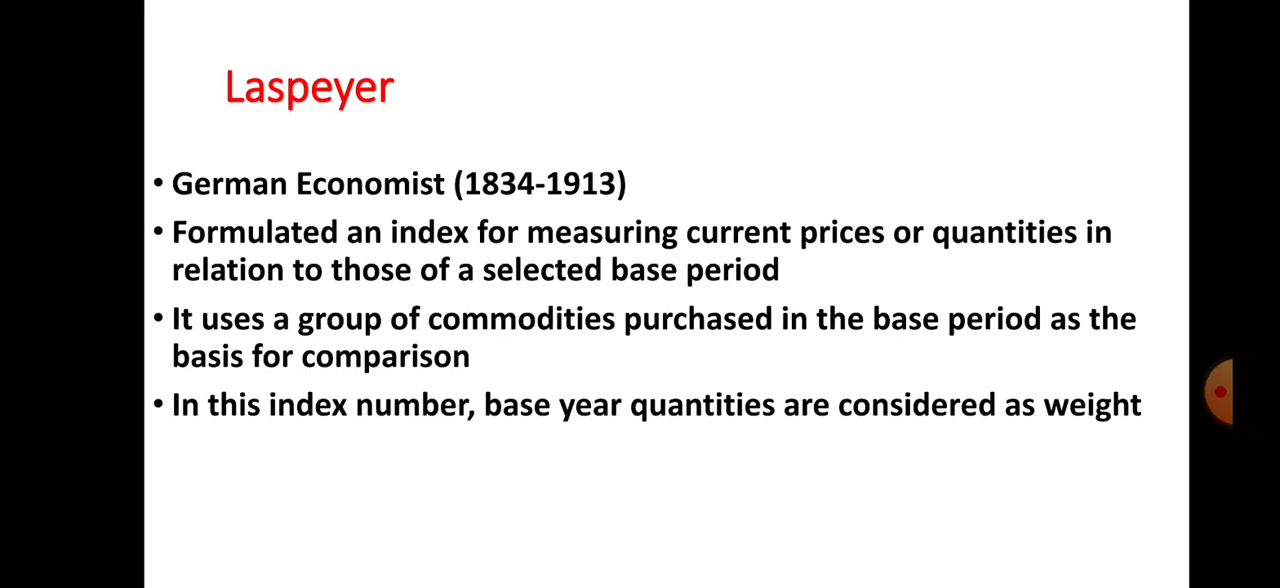 Laspeyer
• German Economist (1834-1913)
• Formulated an index for measuring current prices or quantities in
relation to those of a selected base period
• It uses a group of commodities purchased in the base period as the
basis for comparison
• In this index number, base year quantities are considered as weight